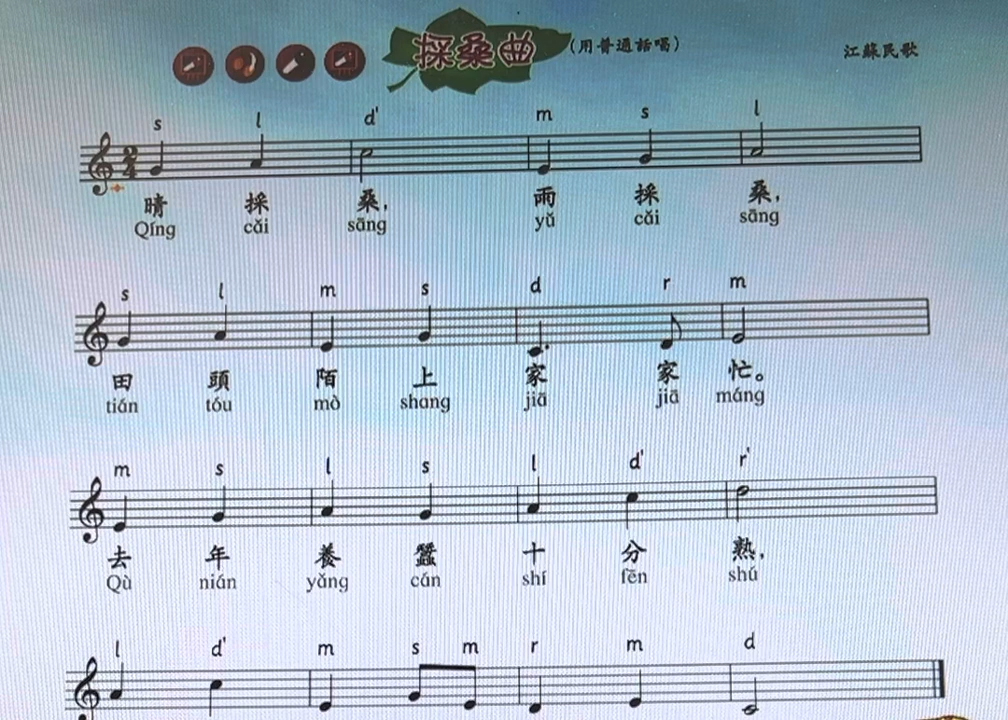 採桑曲 (用普通話唱)
江蘇民歌
s l d' m s l
2/4
晴 採 桑, 雨 採 桑,
Qíng cǎi sāng yǔ cǎi sāng
s l m s d r m
田 頭 陌 上 家 家 忙。
tián tóu mò shang jiā jiā máng
m s l s l d' r'
去 年 養 蠶 十 分 熟,
Qù nián yǎng cán shí fēn shú
l d' m s m r m d